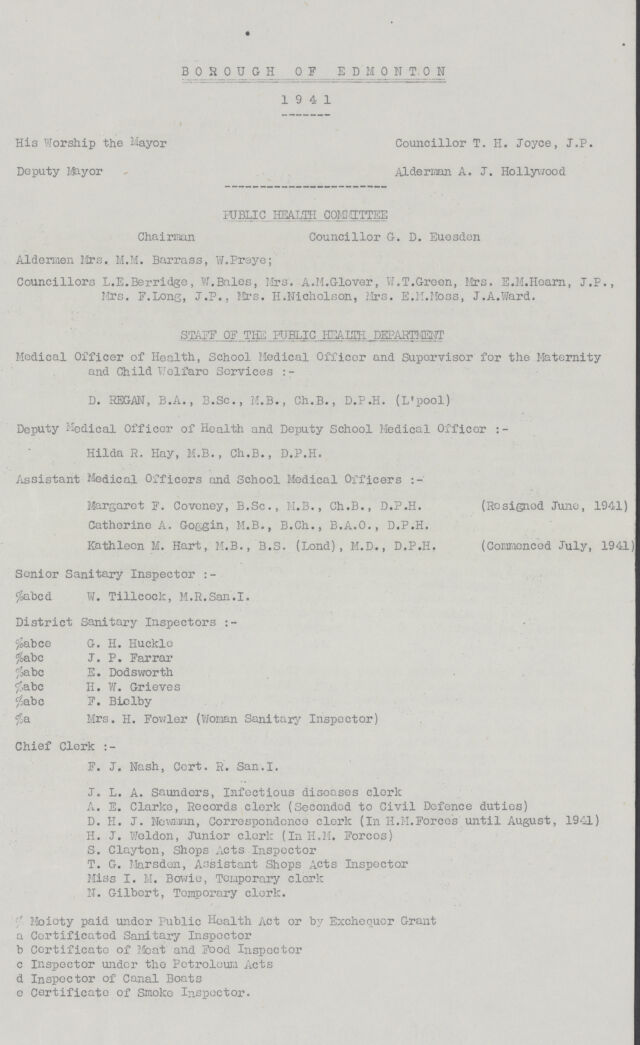 BOROUGH OF EDMONTON
1941
His Worship the Mayor Councillor T. H. Joyce, J.P.
Deputy Mayor Alderman A. J. Hollywood
PUBLIC HEALTH COMMITTEE
Chairman Councillor G. D. Euesden
Aldermen Mrs. M.M. Barrass, W.Preye;
Councillors L.E.Berridge, W.Bales, Mrs. A.M.Glover, W.T.Green, Mrs. E.M.Hearn, J.P.,
Mrs. F.Long, J.P., Mrs. H.Nicholson, Mrs. E.M.Moss, J.A.Ward.
STAFF OF THE PUBLIC HEALTH DEPARTMENT
Medical Officer of Health, School Medical Officer and Supervisor for the Maternity
and Child Welfare Services :-
D. REGAN, B.A., B.Sc., M.B., Ch.B., D.P.H. (L'pool)
Deputy Medical Officer of Health and Deputy School Medical Officer :-
Hilda R. Hay, M.B., Ch.B., D.P.H.
Assistant Medical Officers and School Medical Officers :-
Margaret F. Coveney, B.Sc., M.B., Ch.B., D.P.H. (Resigned June, 1941)
Catherine A. Goggin, M.B., B.Ch., B.A.O., D.P.H.
Kathleen M. Hart, M.B., B.S. (Lond), M.D., D.P.H. (Commenced July, 1941)
Senior Sanitary Inspector :-
%abcd W. Tillcock, M.R.San.I.
District Sanitary Inspectors :-
%abce G. H. Huckle
%abc J. P. Farrar
%abc E. Dodsworth
%abc H. W. Grieves
%abc F. Bielby
%a Mrs. H. Fowler (Woman Sanitary Inspector)
Chief Clerk :-
F. J. Nash, Cert. R. San.I.
J. L. A. Saunders, Infectious diseases clerk
A. E. Clarke, Records clerk (Seconded to Civil Defence duties)
D. H. J. Newman, Correspondence clerk (In H.M.Forces until August, 1941)
H. J. Weldon, Junior clerk (In H.M. Forces)
S. Clayton, Shops Acts Inspector
T. G. Marsden, Assistant Shops Acts Inspector
Miss I. M. Bowie, Temporary clerk
N. Gilbert, Temporary clerk.
% Moiety paid under Public Health Act or by Exchequer Grant
a Certificated Sanitary Inspector
b Certificate of Meat and Food Inspector
c Inspector under the Petroleum Acts
d Inspector of Canal Boats
e Certificate of Smoke Inspector.